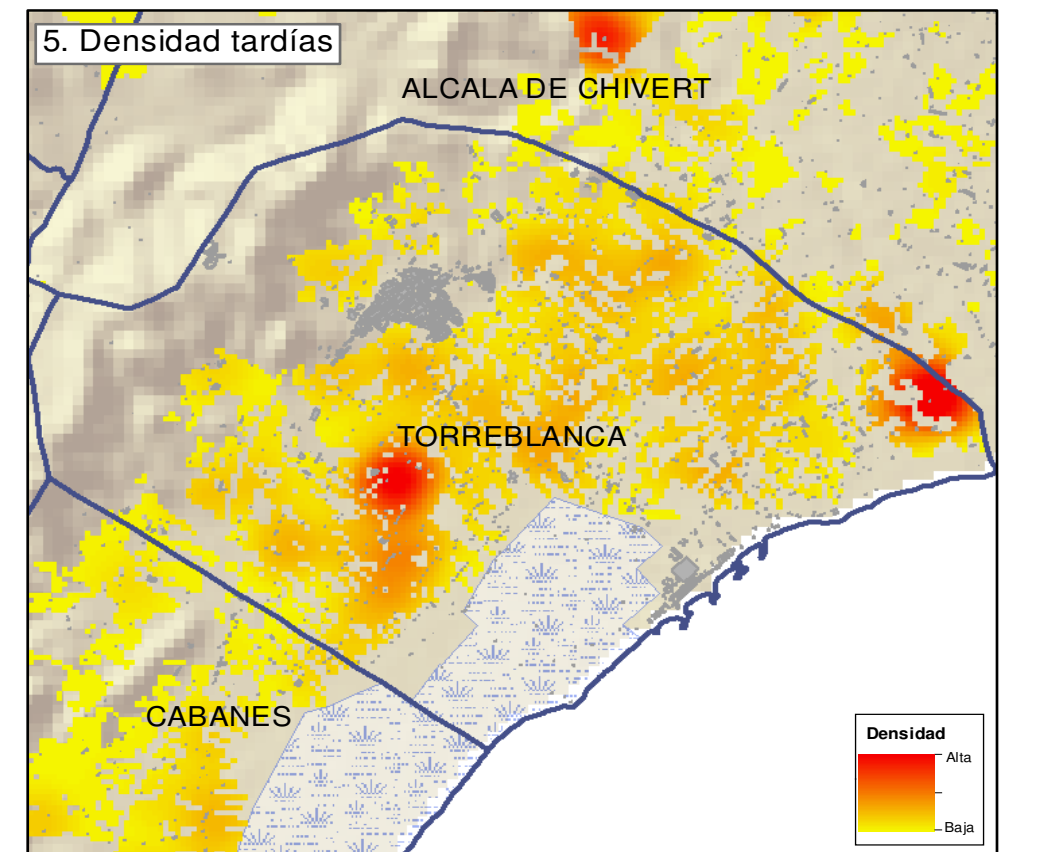 5. Densidad tardías
ALCALA DE CHIVERT
TORREBLANCA
CABANES
Densidad
Alta
Baja